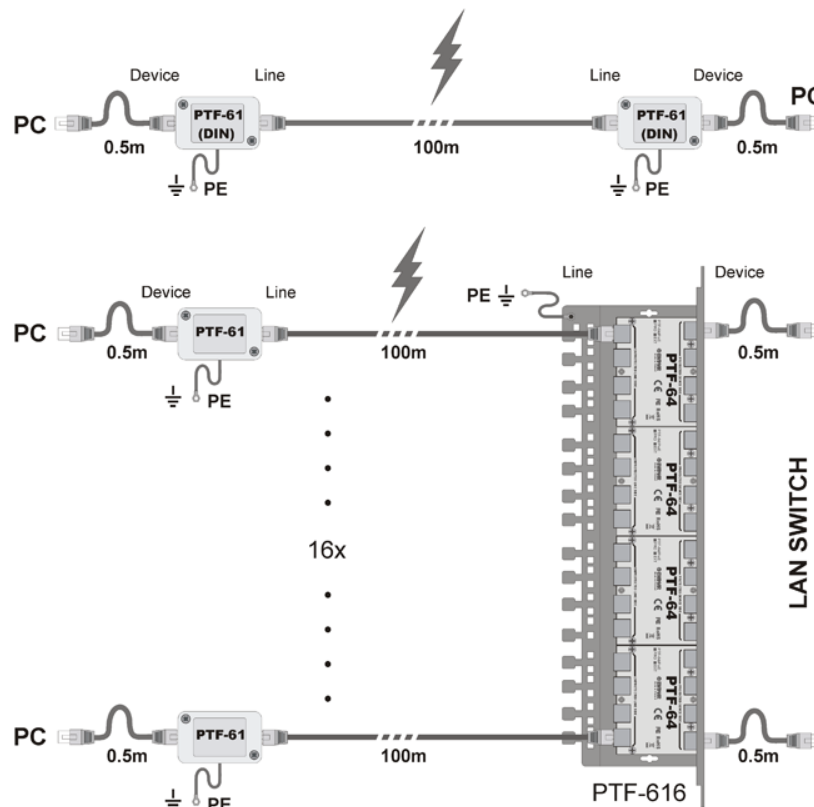 Device Line Line Device
PC PTF-61 (DIN) PTF-61 (DIN) PC
0.5m 100m 0.5m
PE PE
Line Device
PE
Device Line
PC PTF-61
0.5m 100m 0.5m
PE
PTF-64
PTF-64
PTF-64
PTF-64
16x
LAN SWITCH
PC PTF-61
0.5m 100m 0.5m
PE
PTF-616